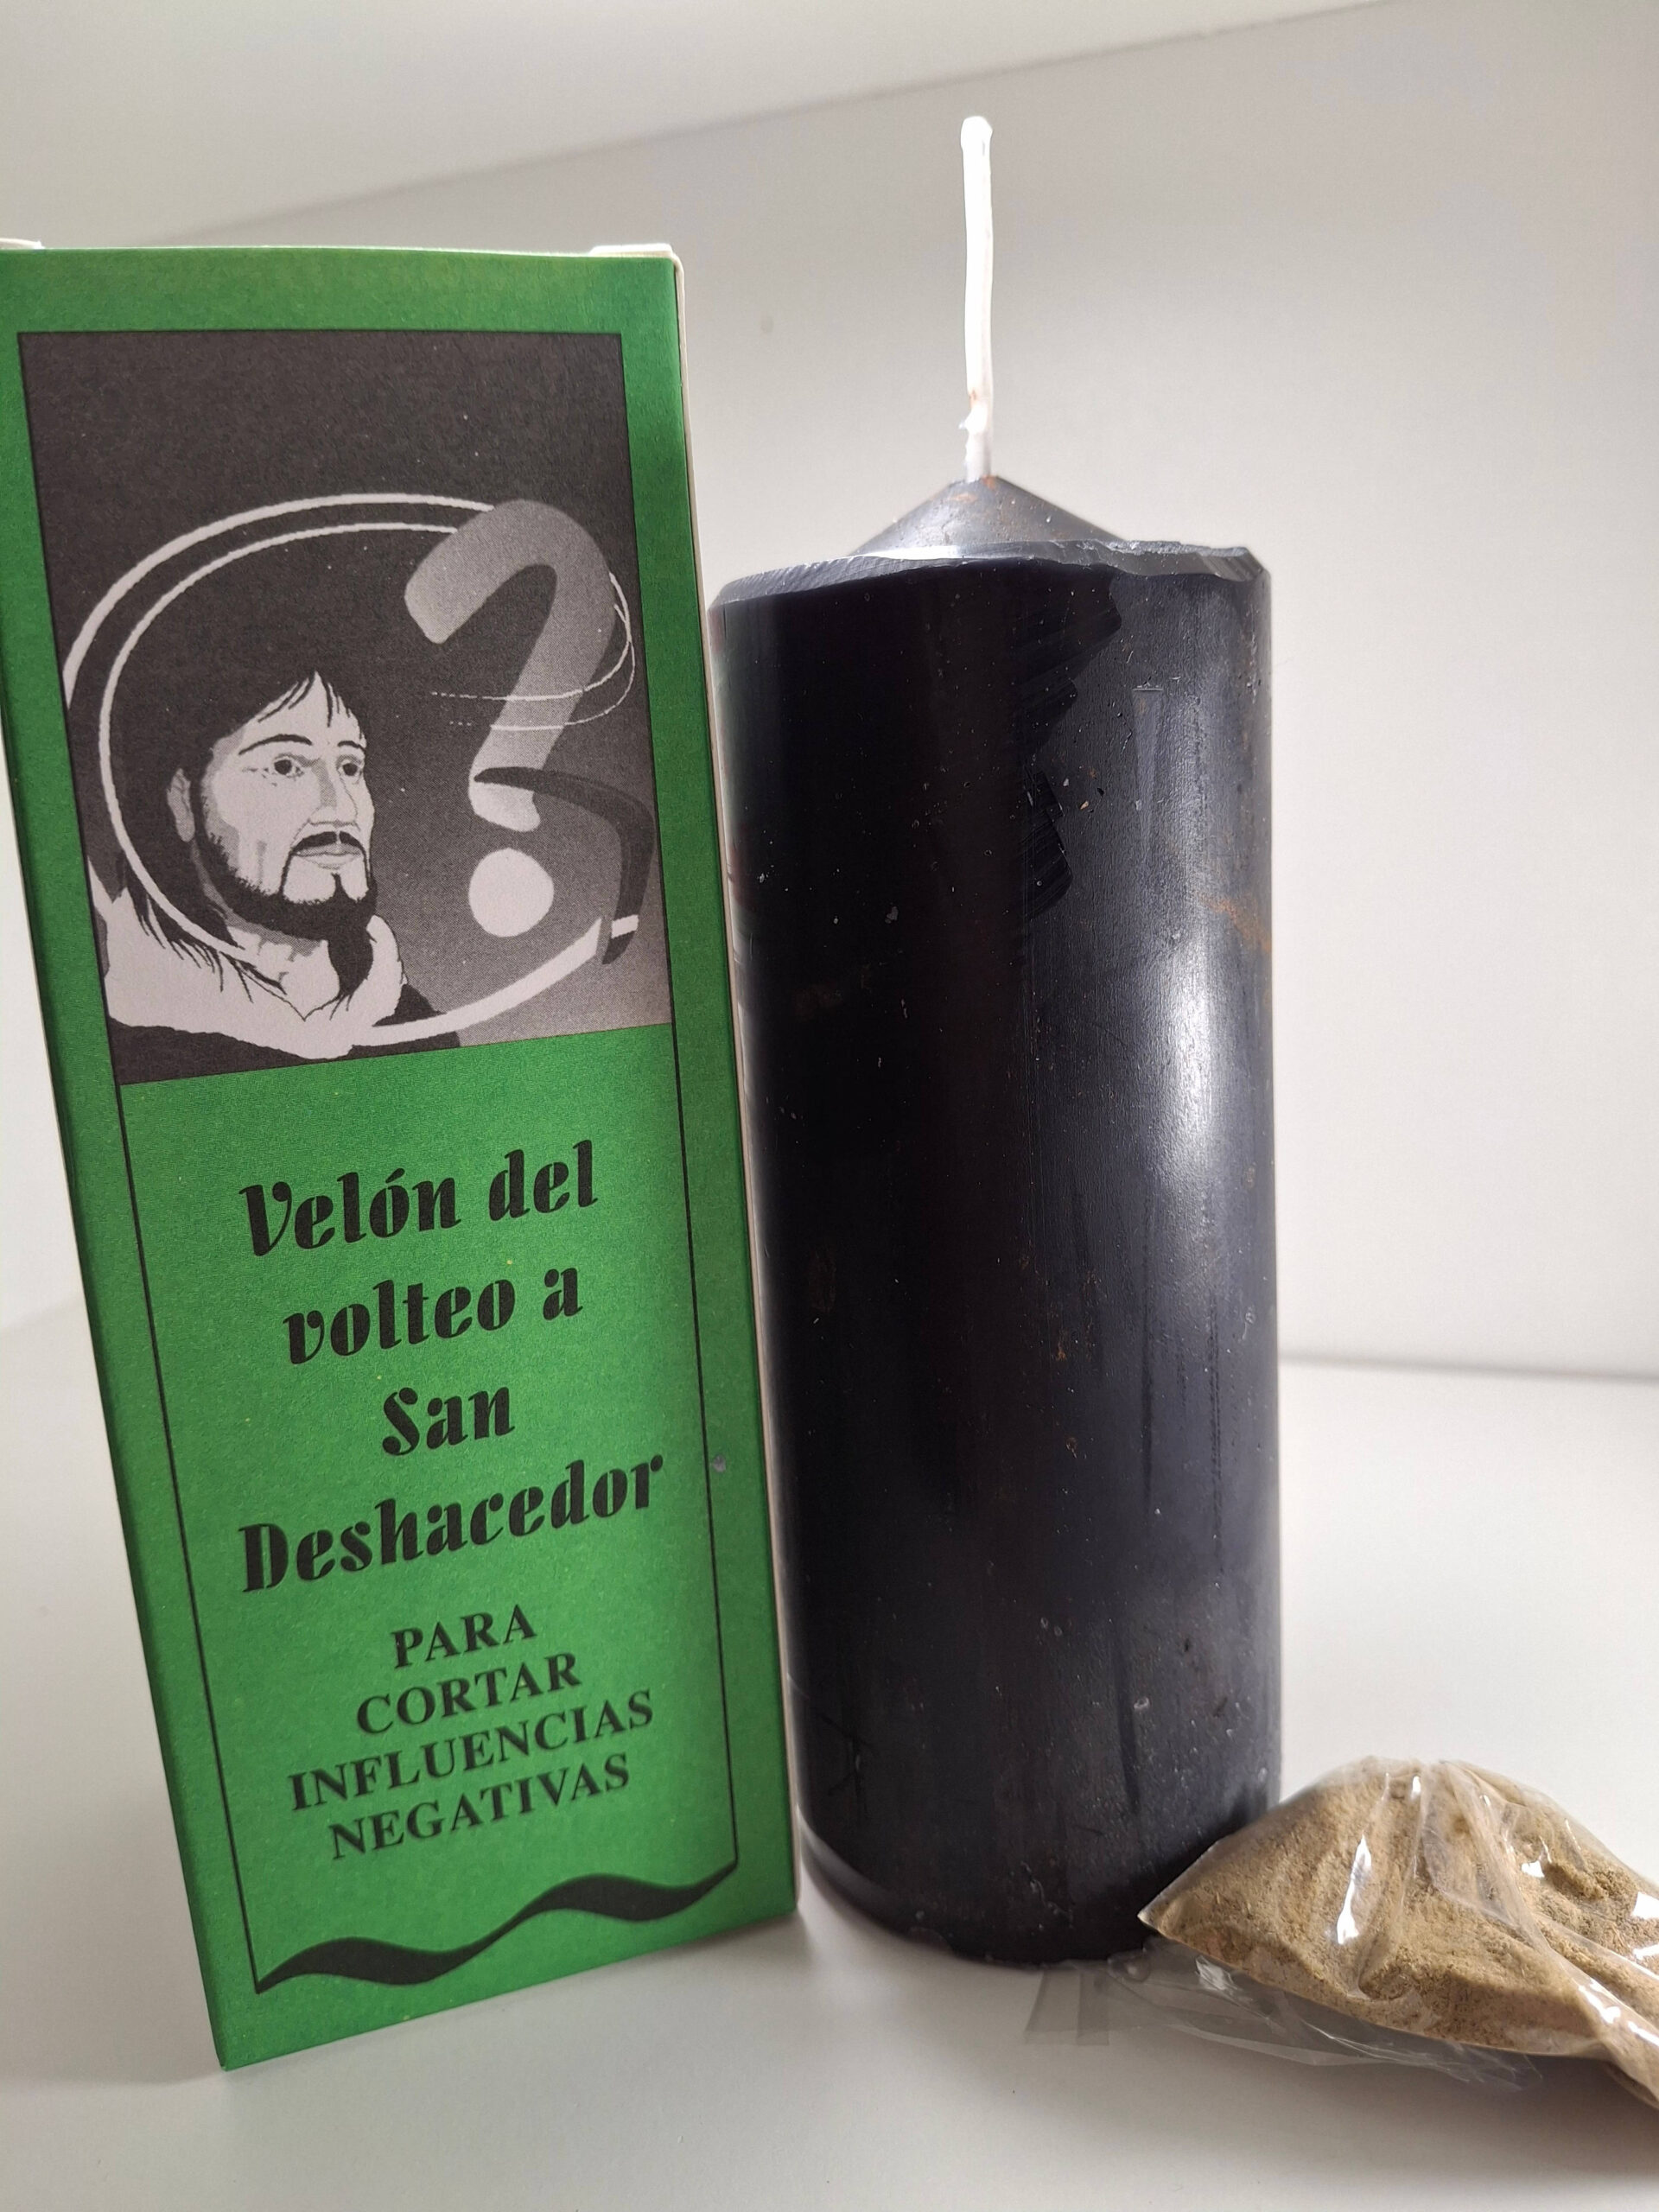 Velón del
volteo a
San
Deshacedor
PARA
CORTAR
INFLUENCIAS
NEGATIVAS